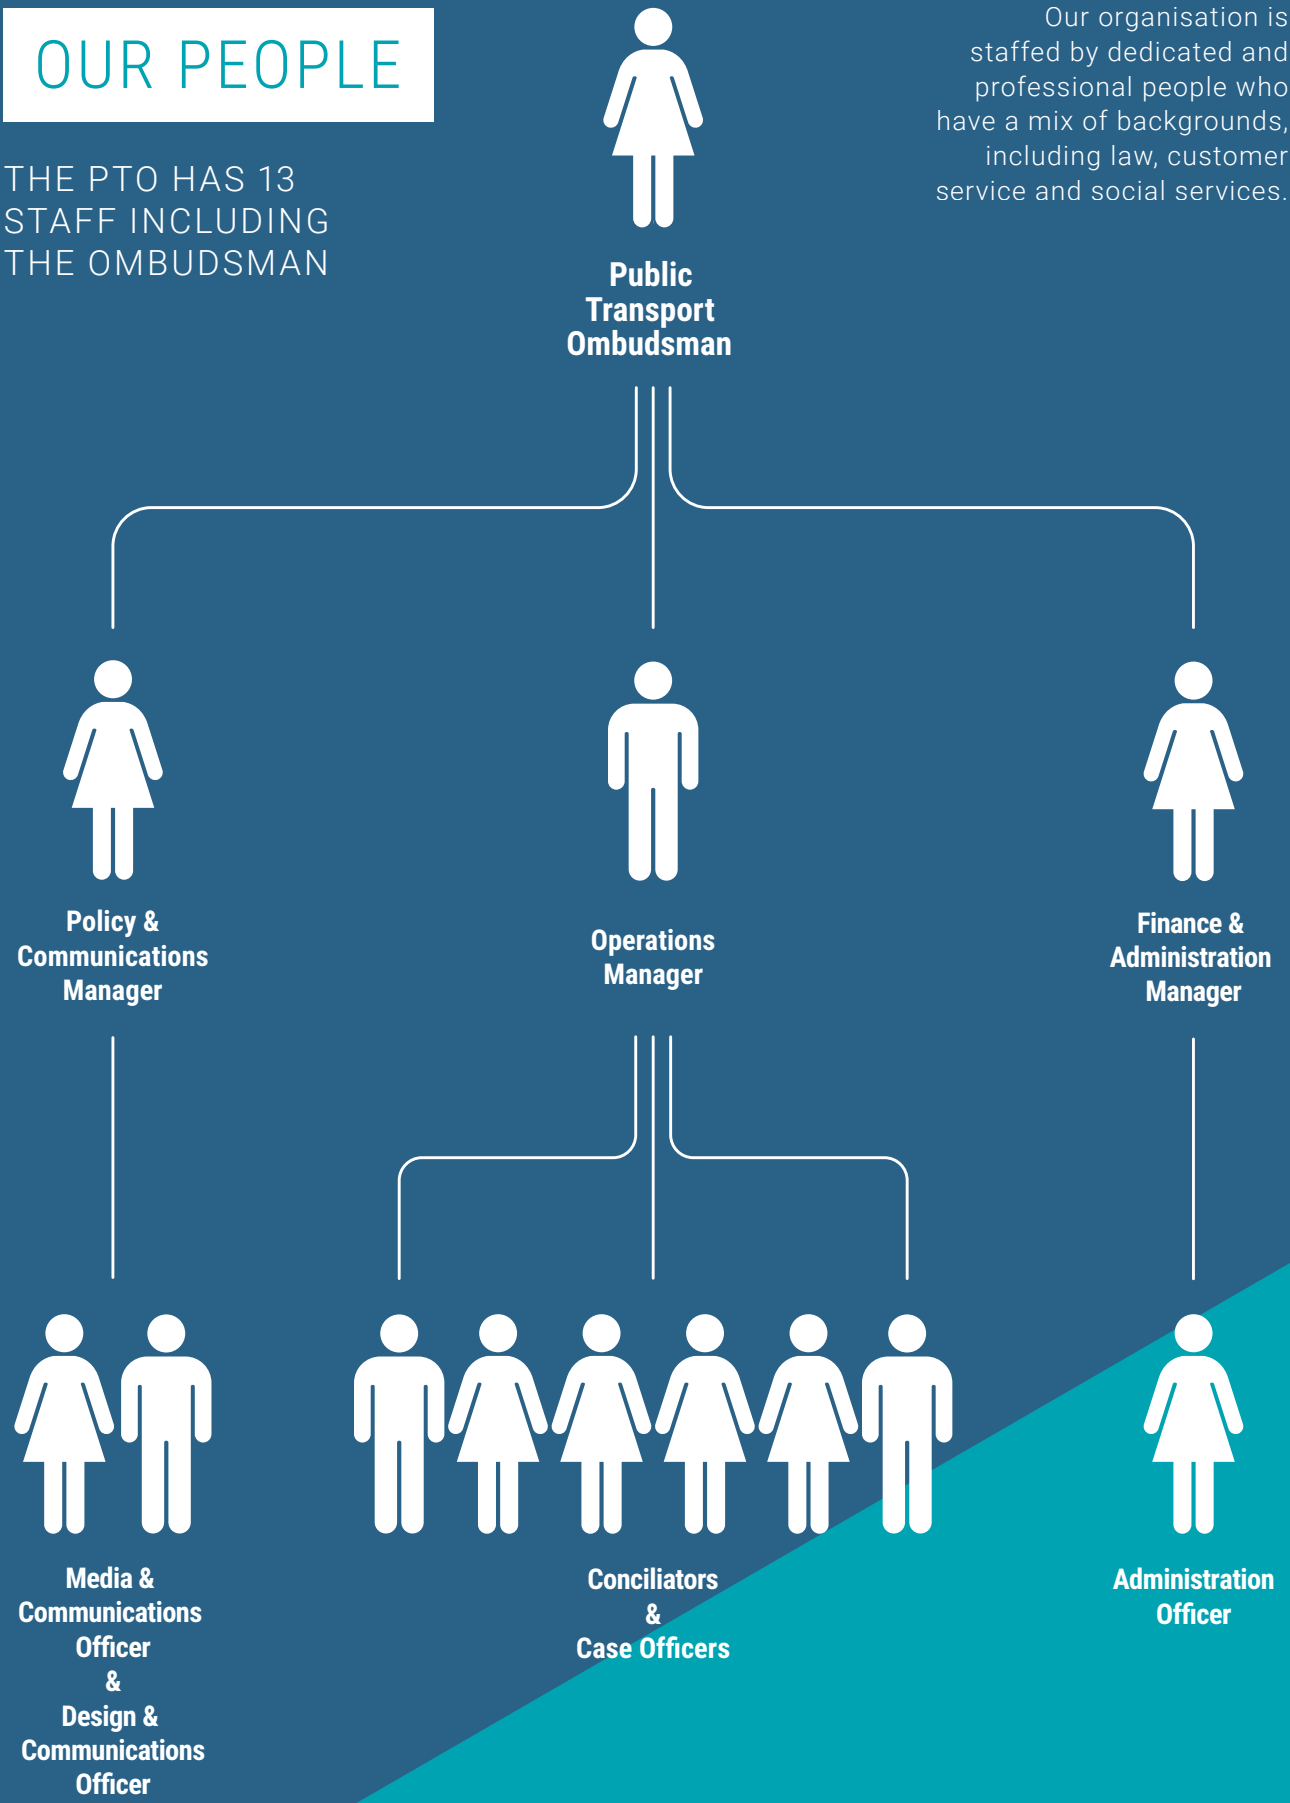 OUR PEOPLE
THE PTO HAS 13
STAFF INCLUDING
THE OMBUDSMAN
Our organisation is
staffed by dedicated and
professional people who
have a mix of backgrounds,
including law, customer
service and social services.
Public
Transport
Ombudsman
Policy &
Communications
Manager
Operations
Manager
Finance &
Administration
Manager
Media &
Communications
Officer
&
Design &
Communications
Officer
Conciliators
&
Case Officers
Administration
Officer